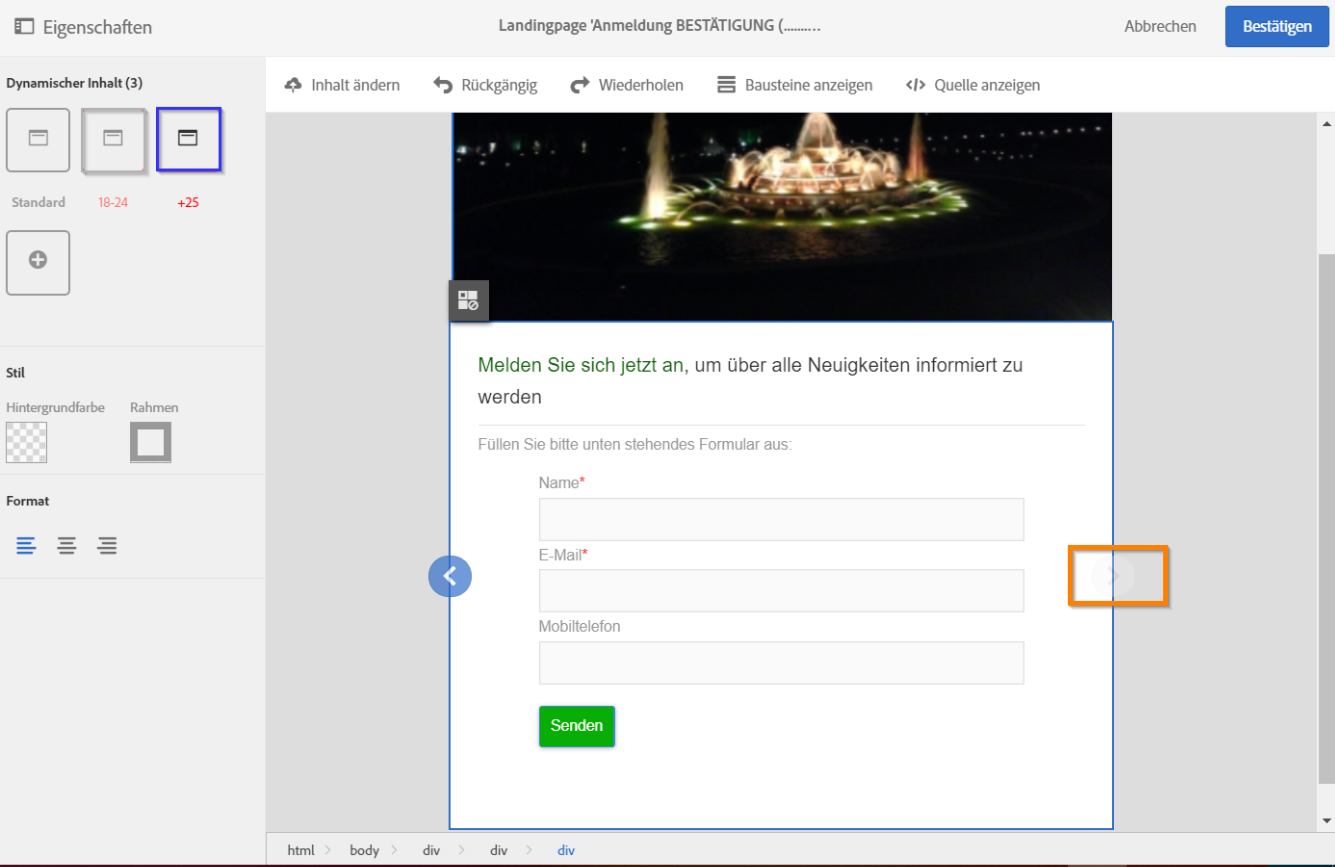 Eigenschaften
Landingpage 'Anmeldung BESTÄTIGUNG (.........…
Abbrechen
Bestätigen
Dynamischer Inhalt (3)
Inhalt ändern
Rückgängig
Wiederholen
Bausteine anzeigen
Quelle anzeigen
Standard
18-24
+25
Stil
Hintergrundfarbe
Rahmen
Format
Melden Sie sich jetzt an, um über alle Neuigkeiten informiert zu
werden
Füllen Sie bitte unten stehendes Formular aus:
Name*
E-Mail*
Mobiltelefon
Senden
html > body > div > div > div